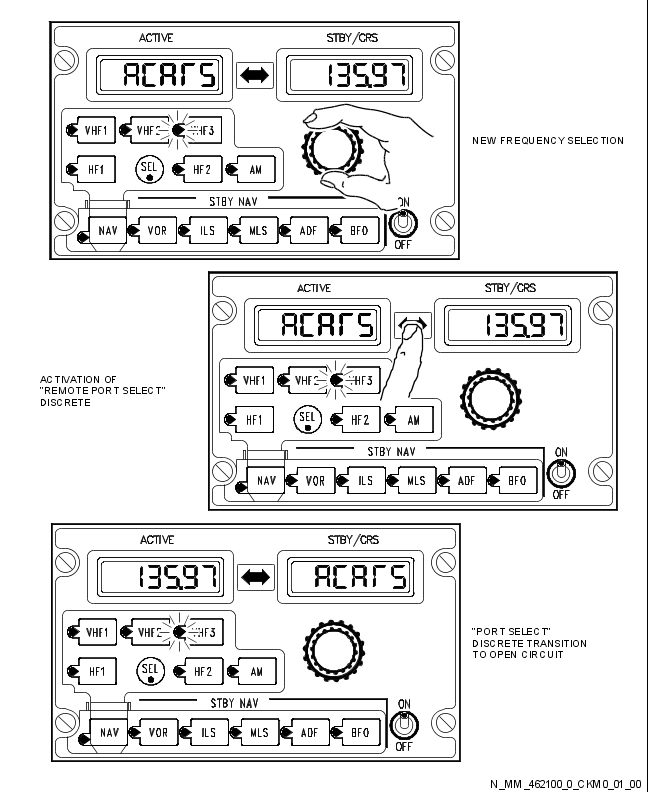 ACTIVE STBY/CRS
ACARS 135.97
VHF1 VHF2 VHF3
NEW FREQUENCY SELECTION
HF1 SEL HF2 AM
STBY NAV
ON
NAV VOR ILS MLS ADF BFO
OFF
ACTIVE STBY/CRS
ACARS 135.97
ACTIVATION OF
"REMOTE PORT SELECT"
DISCRETE
VHF1 VHF2 VHF3
HF1 SEL HF2 AM
STBY NAV
ON
NAV VOR ILS MLS ADF BFO
OFF
ACTIVE STBY/CRS
135.97 ACARS
VHF1 VHF2 VHF3
"PORT SELECT"
DISCRETE TRANSITION
TO OPEN CIRCUIT
HF1 SEL HF2 AM
STBY NAV
ON
NAV VOR ILS MLS ADF BFO
OFF
N_MM_462100_0_CKM0_01_00